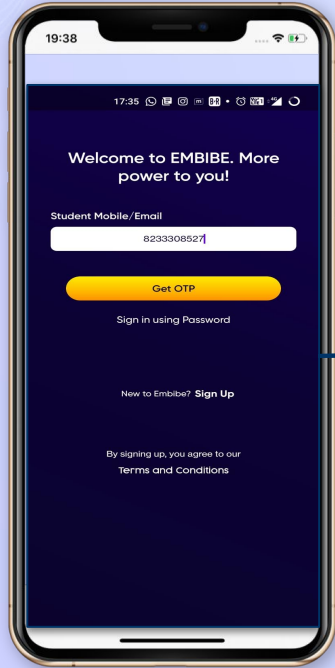 19:38
17:35
Welcome to EMBIBE. More
power to you!
Student Mobile/Email
8233308527
Get OTP
Sign in using Password
New to Embibe? Sign Up
By signing up, you agree to our
Terms and Conditions